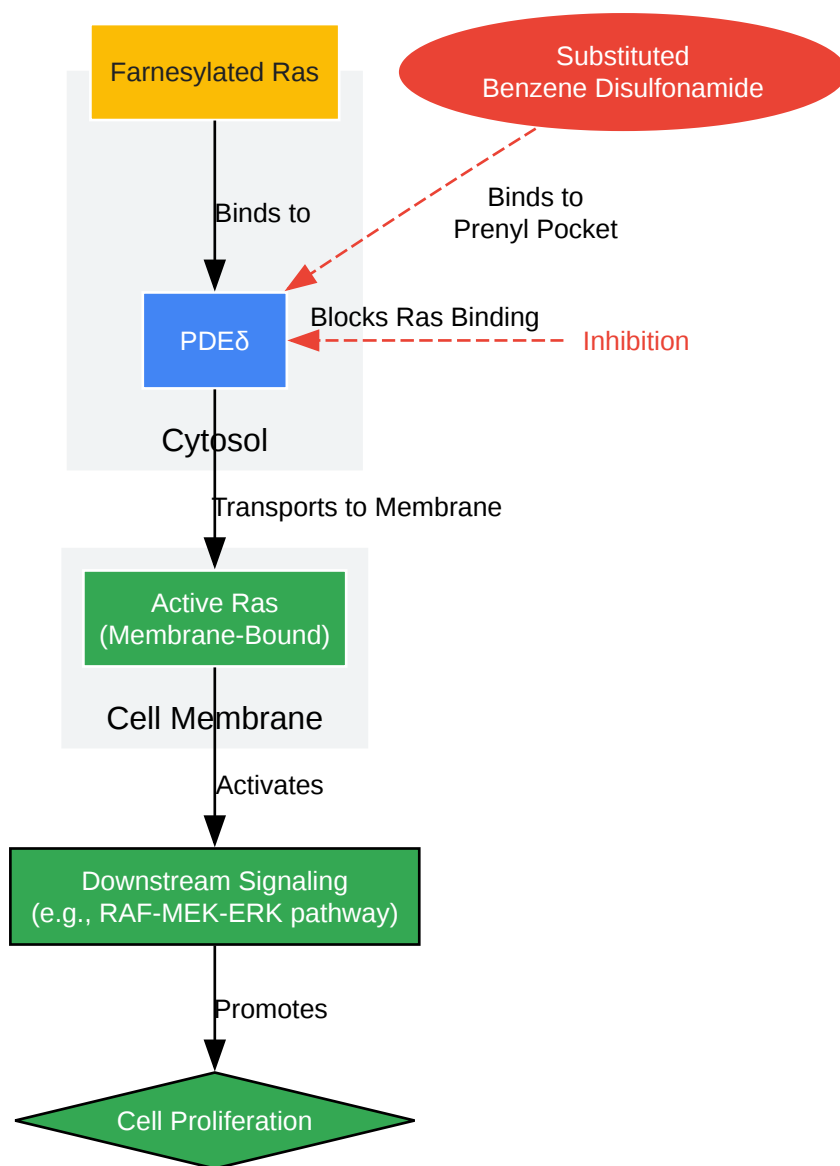 Farnesylated Ras
Substituted
Benzene Disulfonamide
Binds to
Binds to
Prenyl Pocket
Blocks Ras Binding
PDEδ
Inhibition
Cytosol
Transports to Membrane
Active Ras
(Membrane-Bound)
Cell Membrane
Activates
Downstream Signaling
(e.g., RAF-MEK-ERK pathway)
Promotes
Cell Proliferation